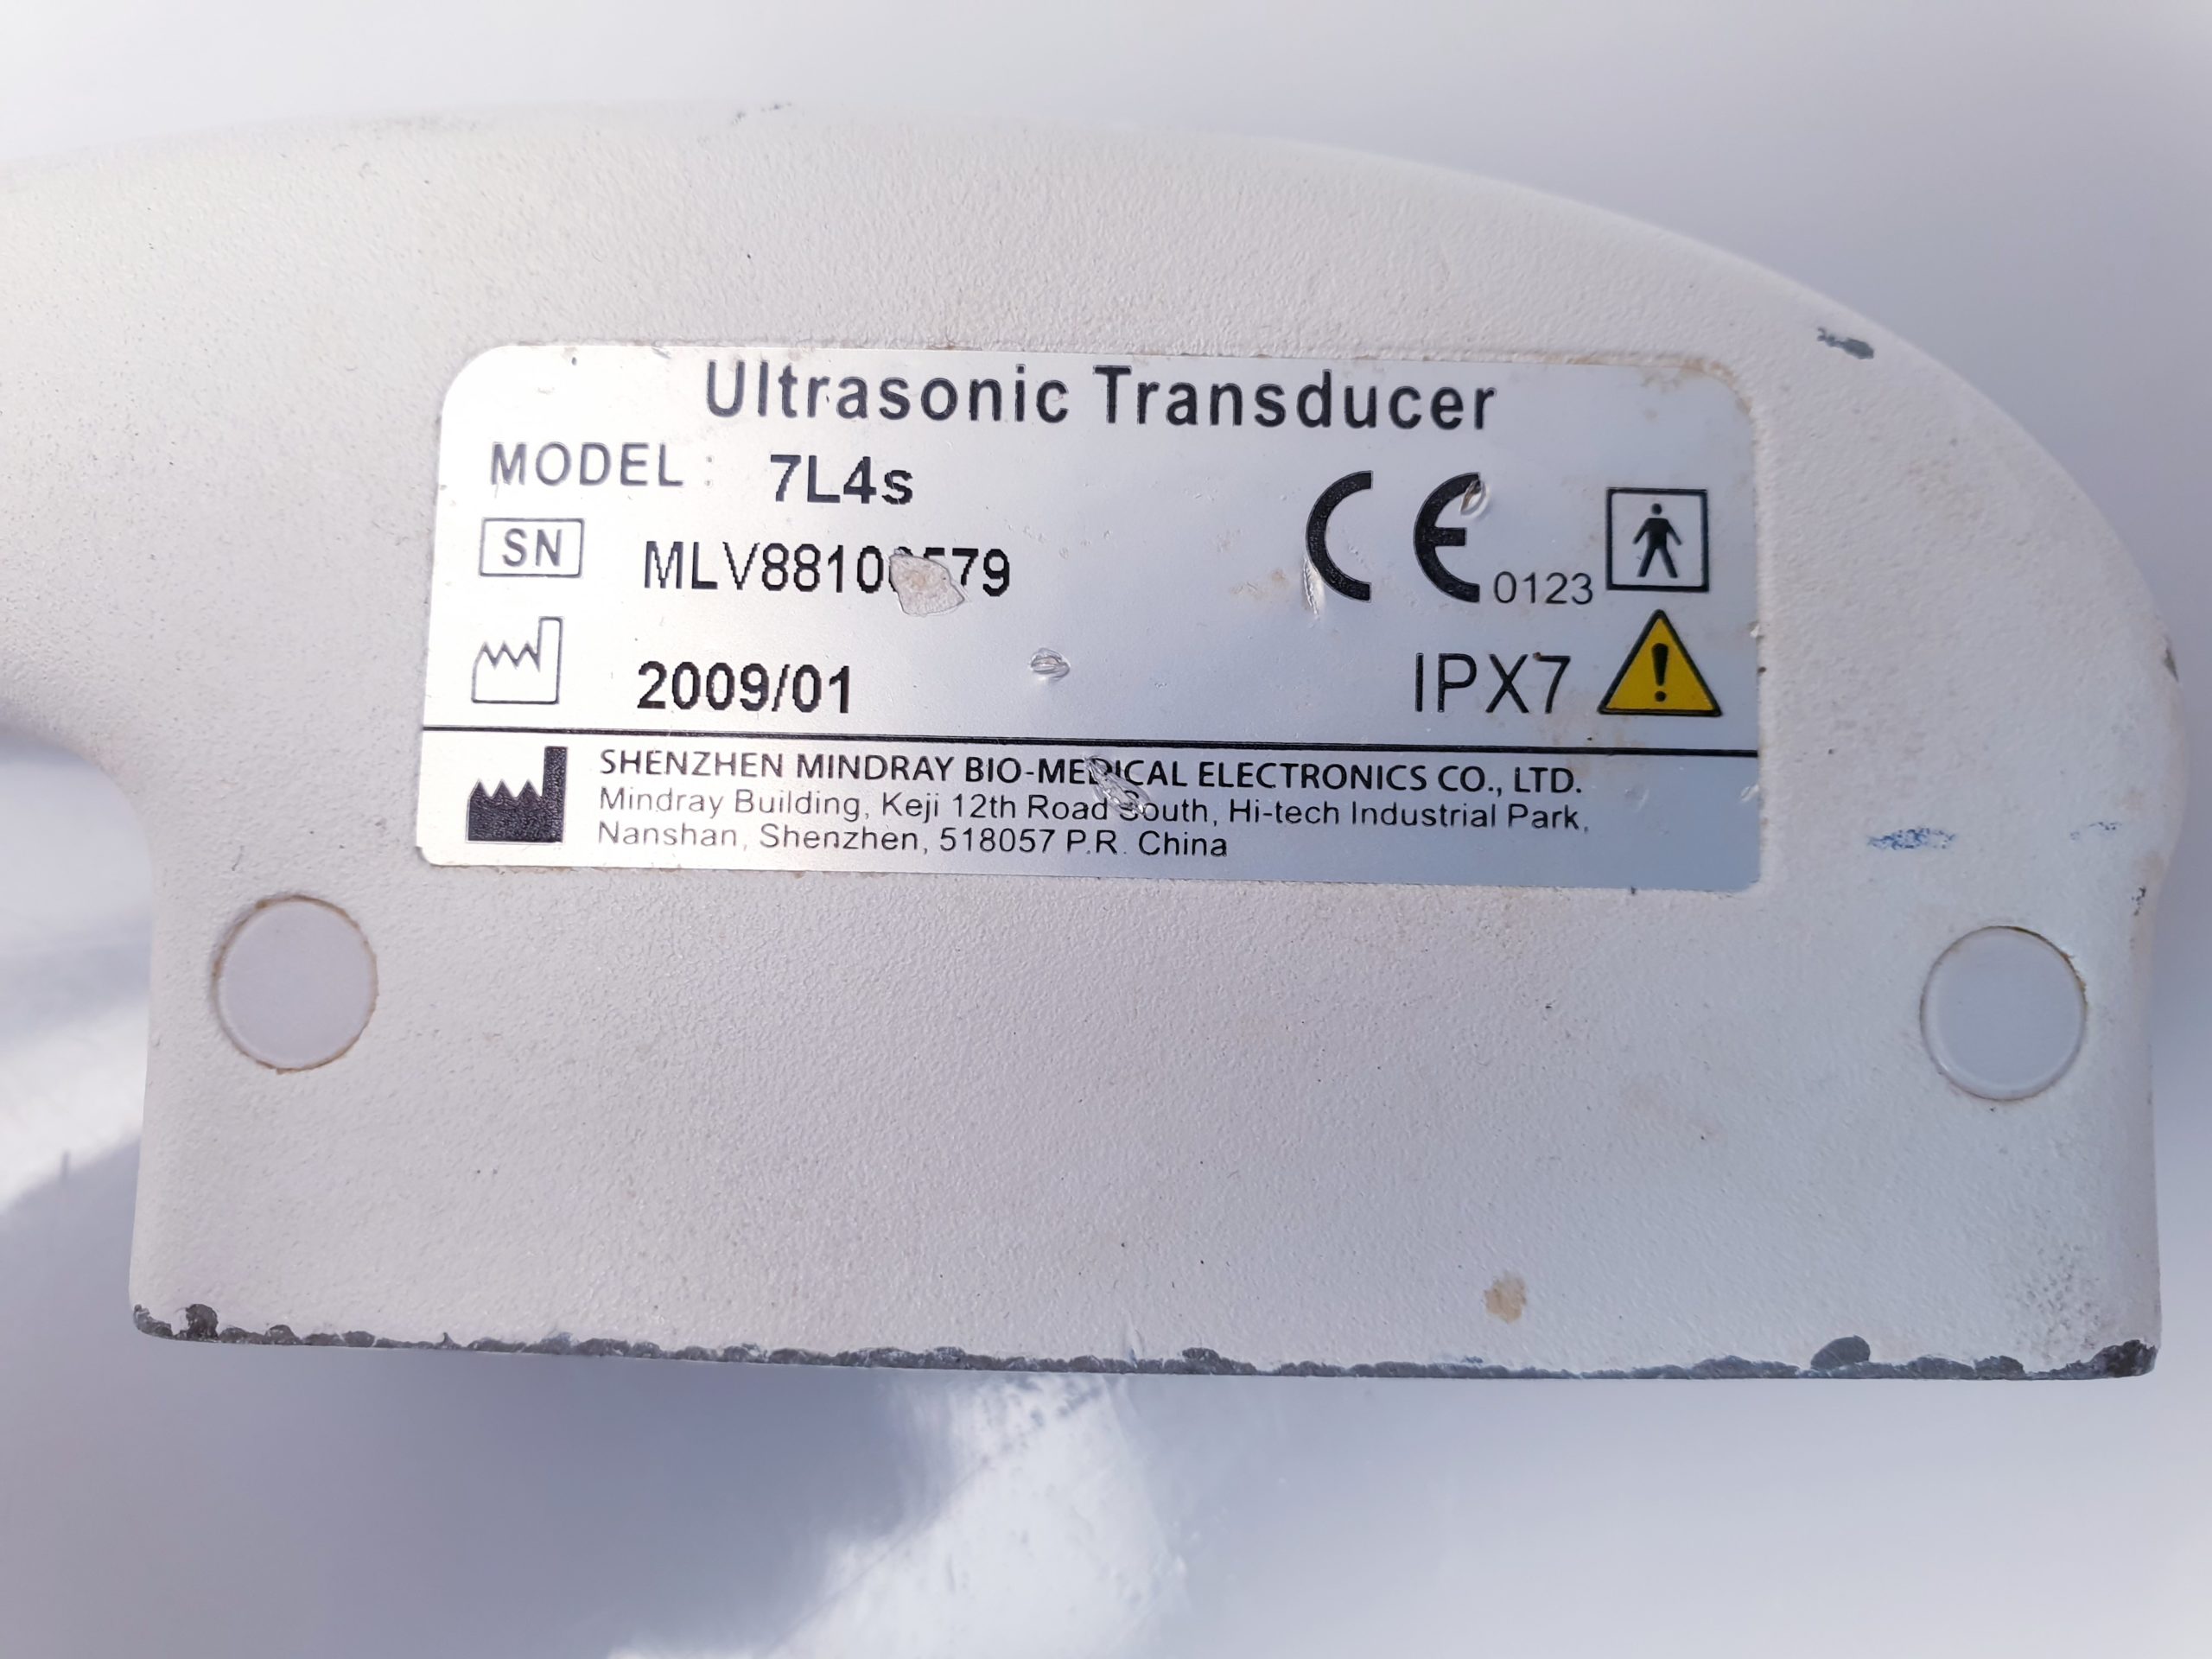 Ultrasonic Transducer
MODEL: 7L4s
SN
CE 0123
2009/01
IPX7
SHENZHEN MINDRAY BIO-MEDICAL ELECTRONICS CO., LTD.
Mindray Building, Keji 12th Road South, Hi-tech Industrial Park,
Nanshan, Shenzhen, 518057 P.R. China